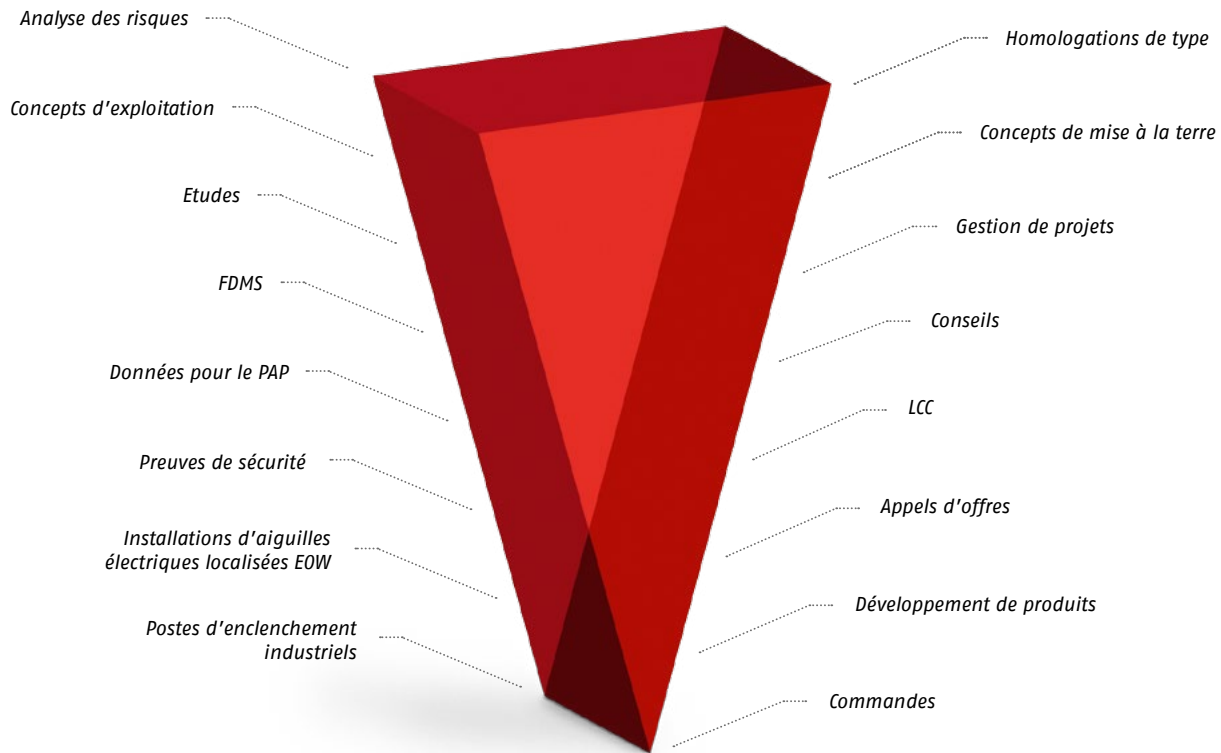 Analyse des risques
Concepts d'exploitation
Etudes
FDMS
Données pour le PAP
Preuves de sécurité
Installations d'aiguilles
électriques localisées EOW
Postes d'enclenchement
industriels
Homologations de type
Concepts de mise à la terre
Gestion de projets
Conseils
LCC
Appels d'offres
Développement de produits
Commandes